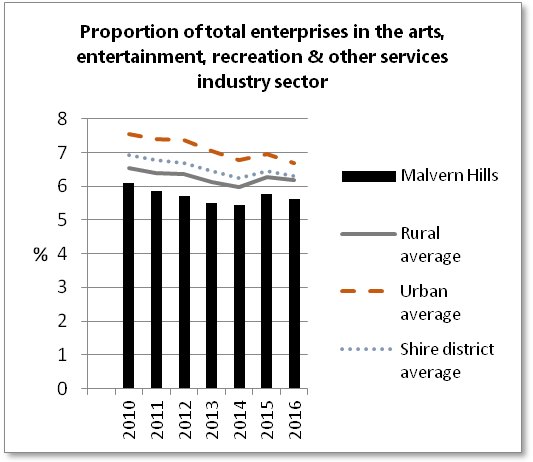 Proportion of total enterprises in the arts,
entertainment, recreation & other services
industry sector
8
7
6
5
% 4
3
2
1
0
2010
2011
2012
2013
2014
2015
2016
Malvern Hills
Rural
average
Urban
average
Shire district
average